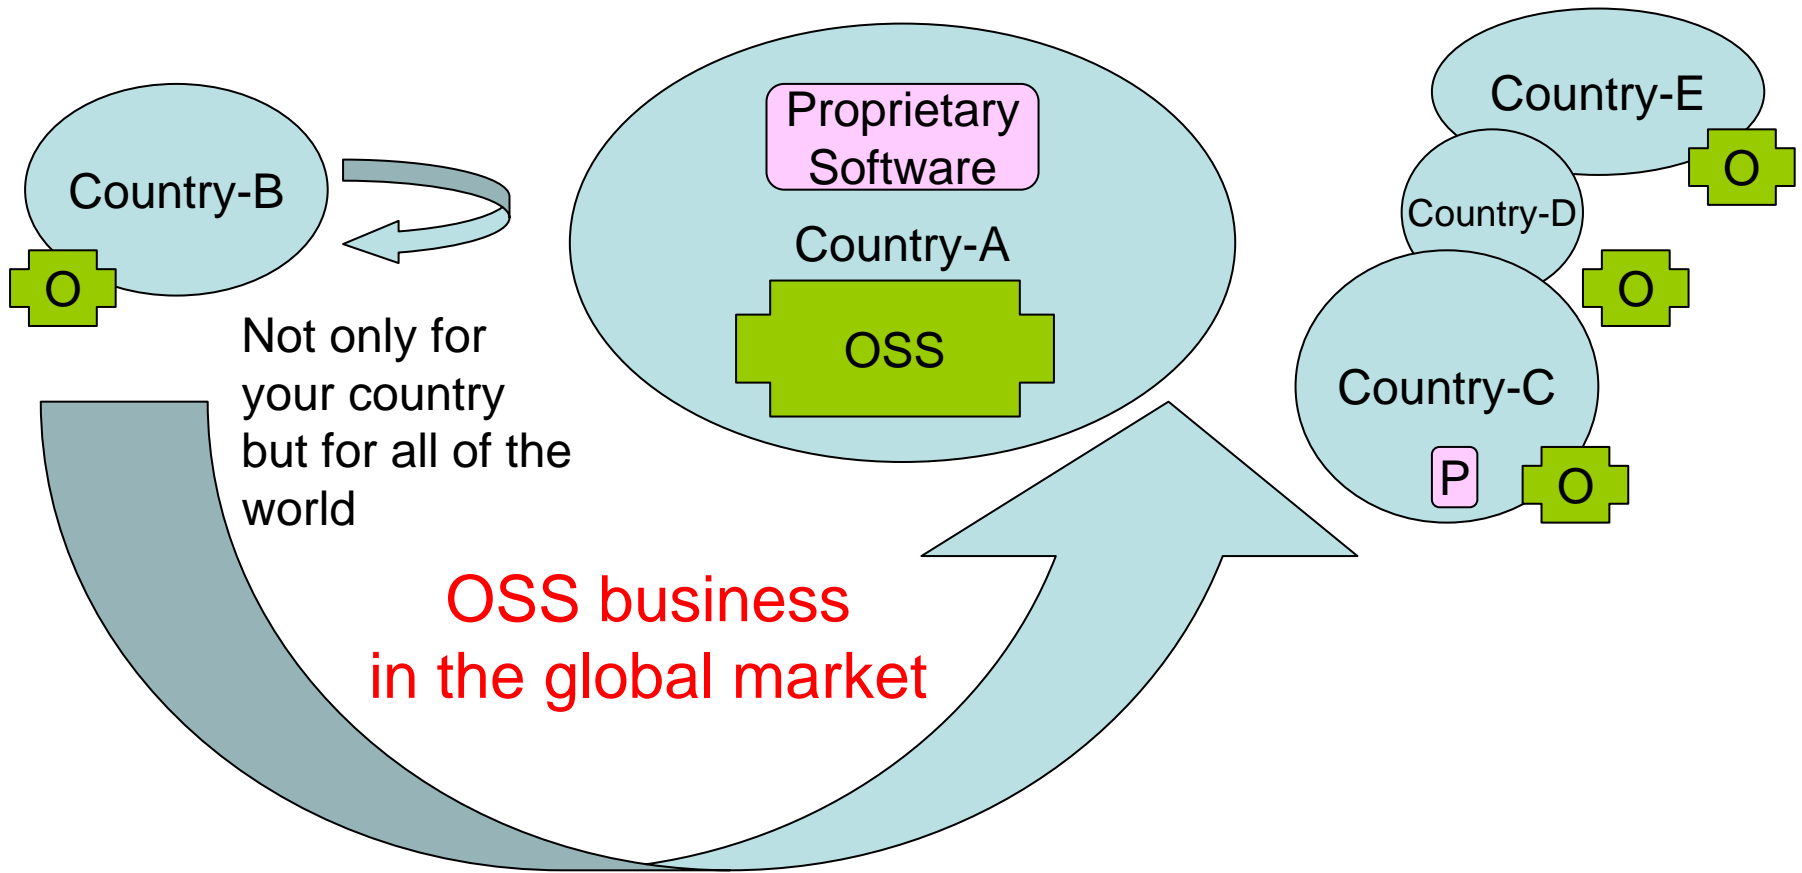 Country-B
O
Not only for
your country
but for all of the
world
Proprietary
Software
Country-A
OSS
OSS business
in the global market
Country-E
O
Country-D
O
Country-C
P
O